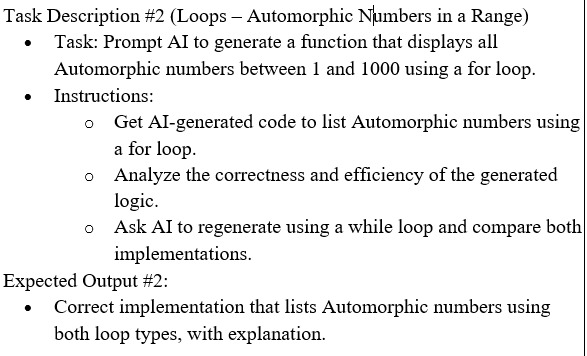 Task Description #2 (Loops – Automorphic Numbers in a Range)
• Task: Prompt AI to generate a function that displays all
Automorphic numbers between 1 and 1000 using a for loop.
• Instructions:
o Get AI-generated code to list Automorphic numbers using
a for loop.
o Analyze the correctness and efficiency of the generated
logic.
o Ask AI to regenerate using a while loop and compare both
implementations.
Expected Output #2:
• Correct implementation that lists Automorphic numbers using
both loop types, with explanation.